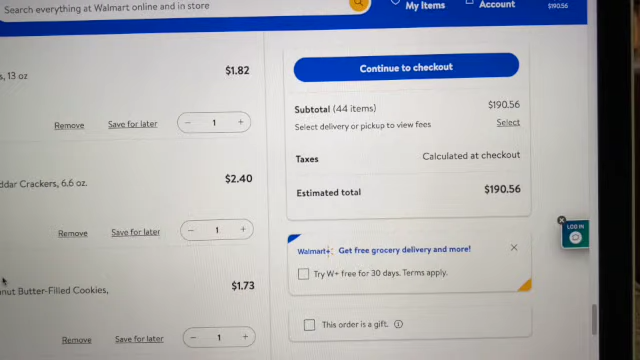 Search everything at Walmart online and in store
My Items
Account
$190.56
s, 13 oz
$1.82
Remove
Save for later
− 1 +
ddar Crackers, 6.6 oz.
$2.40
Remove
Save for later
− 1 +
nut Butter-Filled Cookies,
$1.73
Remove
Save for later
− 1 +
Continue to checkout
Subtotal (44 items)
$190.56
Select delivery or pickup to view fees
Select
Taxes
Calculated at checkout
Estimated total
$190.56
Walmart+
Get free grocery delivery and more!
Try W+ free for 30 days. Terms apply.
This order is a gift.
LOG IN